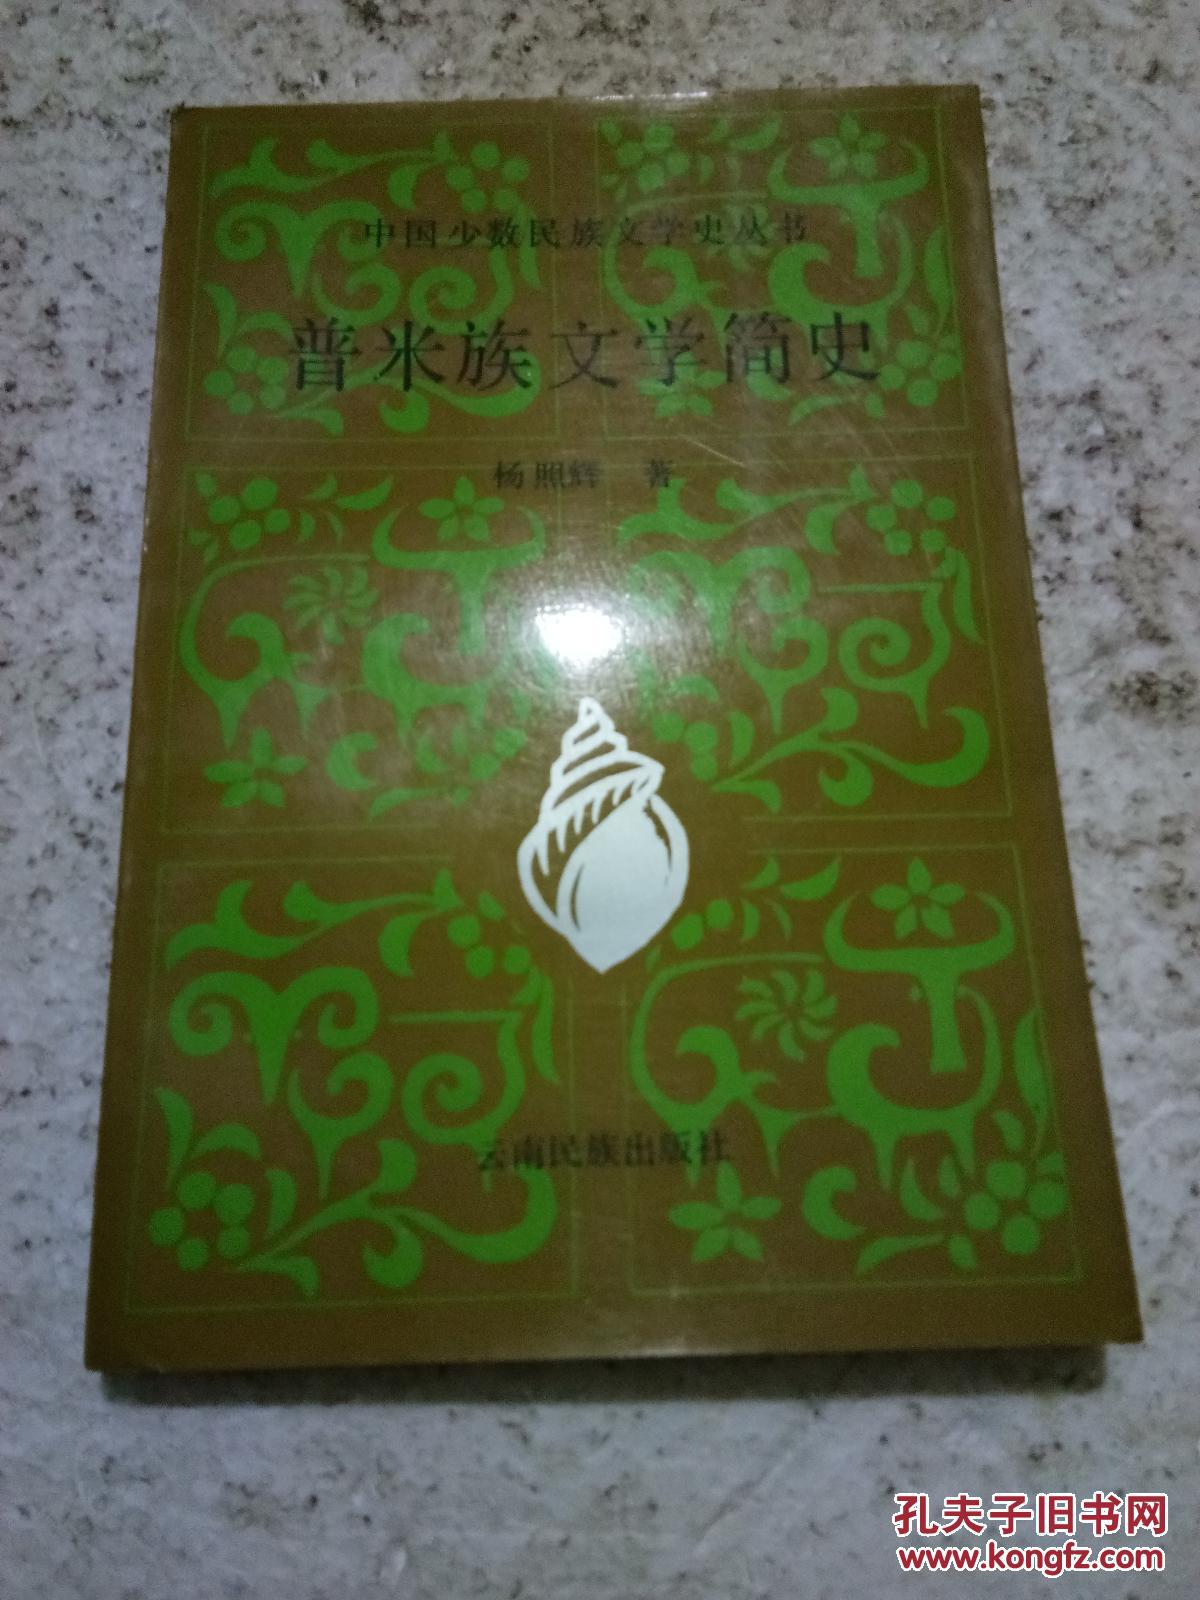 中国少数民族文学史丛书
普米族文学简史
杨照辉 著
云南民族出版社
孔夫子旧书网
www.kongfz.com